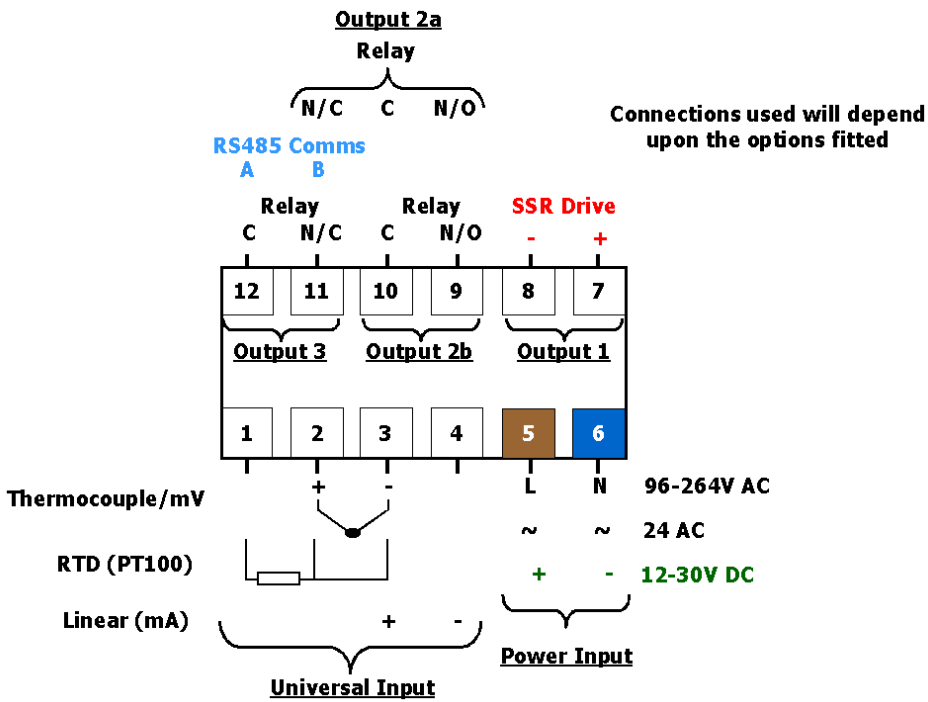 Output 2a
Relay
N/C C N/O
Connections used will depend
upon the options fitted
RS485 Comms
A B
Relay Relay SSR Drive
C N/C C N/O - +
12 11 10 9 8 7
Output 3 Output 2b Output 1
1 2 3 4 5 6
+ - L N 96-264V AC
Thermocouple/mV
~ ~ 24 AC
RTD (PT100)
+ - 12-30V DC
Linear (mA) + -
Power Input
Universal Input